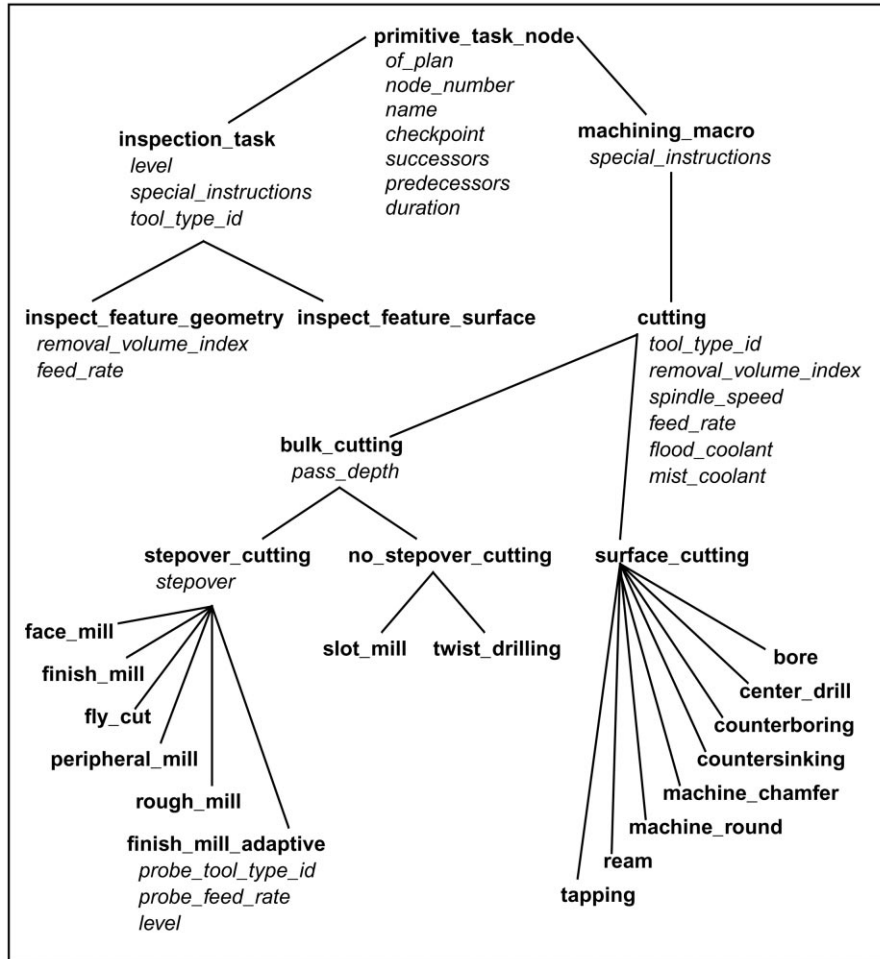 primitive_task_node
of_plan
node_number
name
checkpoint
successors
predecessors
duration
inspection_task
level
special_instructions
tool_type_id
machining_macro
special_instructions
inspect_feature_geometry
removal_volume_index
feed_rate
inspect_feature_surface
cutting
tool_type_id
removal_volume_index
spindle_speed
feed_rate
flood_coolant
mist_coolant
bulk_cutting
pass_depth
stepover_cutting
stepover
no_stepover_cutting
surface_cutting
face_mill
finish_mill
fly_cut
peripheral_mill
rough_mill
finish_mill_adaptive
probe_tool_type_id
probe_feed_rate
level
slot_mill
twist_drilling
bore
center_drill
counterboring
countersinking
machine_chamfer
machine_round
ream
tapping